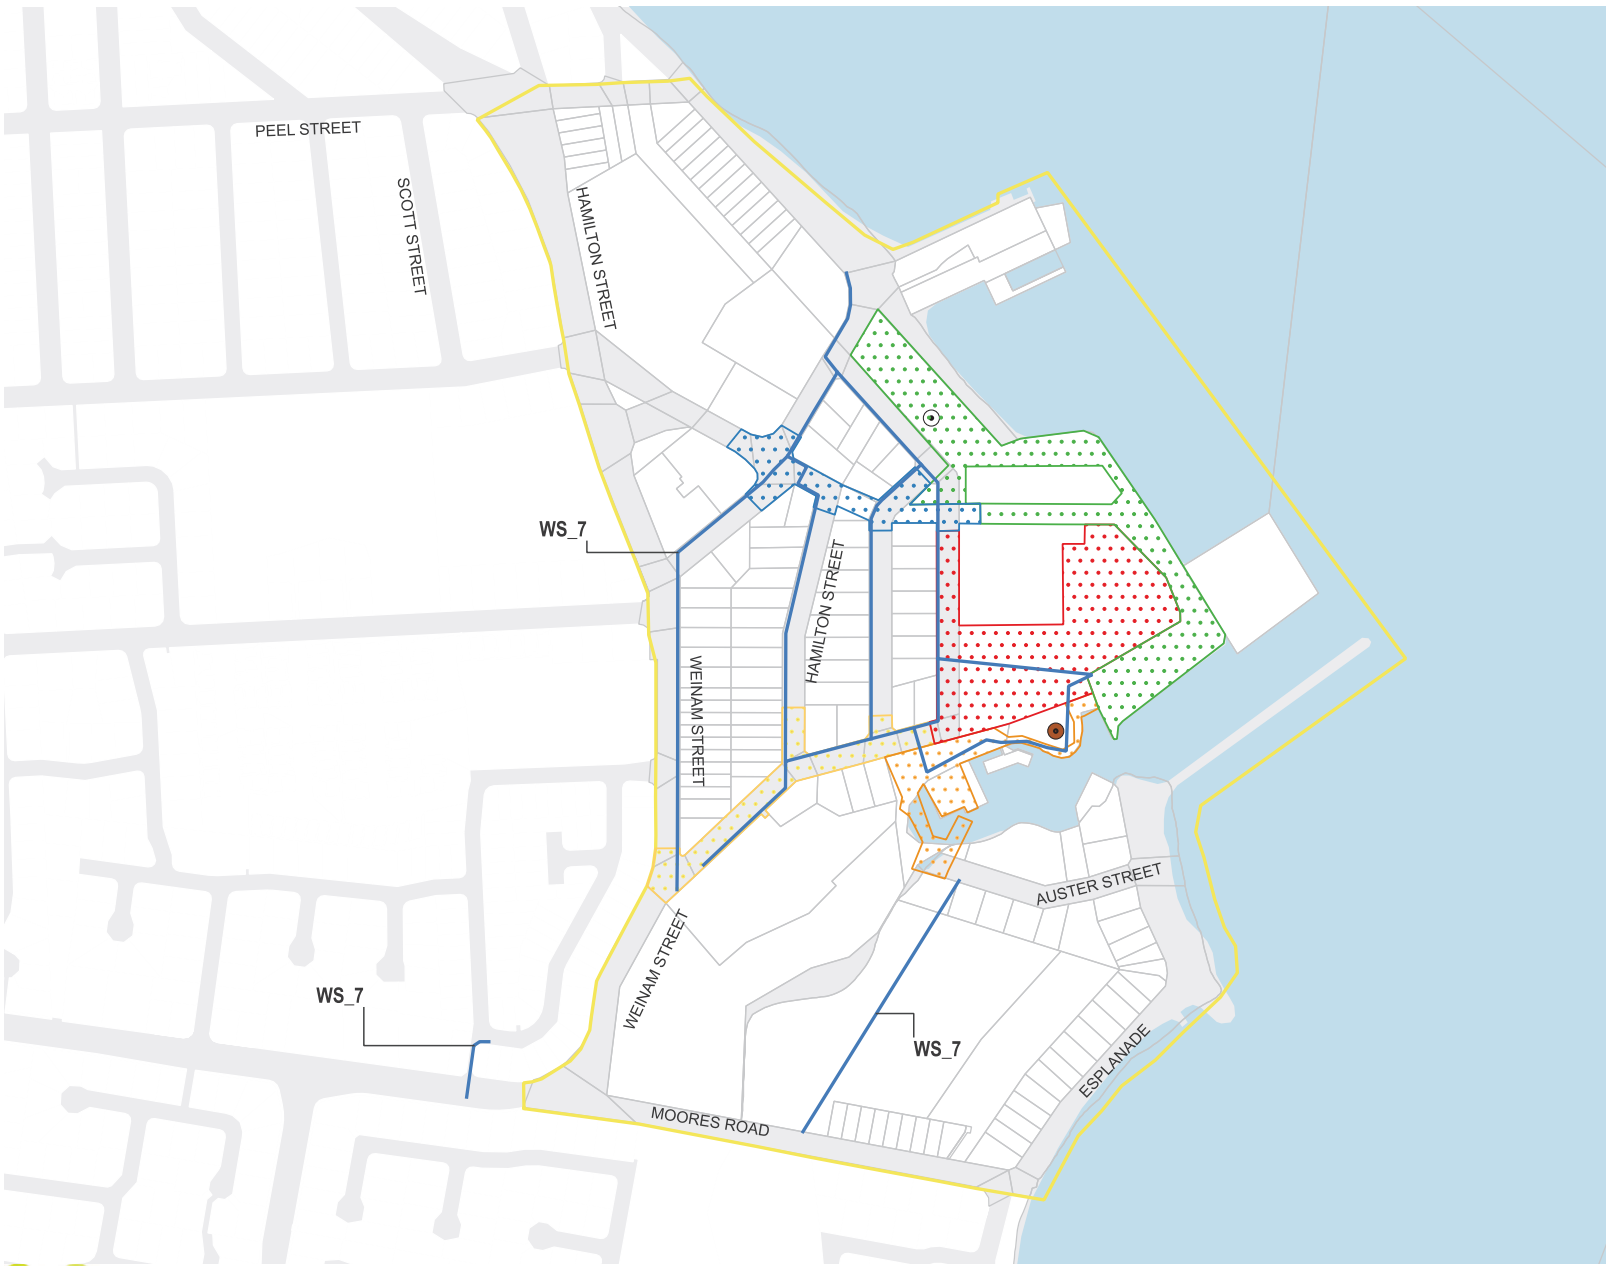 PEEL STREET
SCOTT STREET
HAMILTON STREET
WS_7
HAMILTON STREET
WEINAM STREET
AUSTER STREET
WEINAM STREET
WS_7
WS_7
ESPLANADE
MOORES ROAD